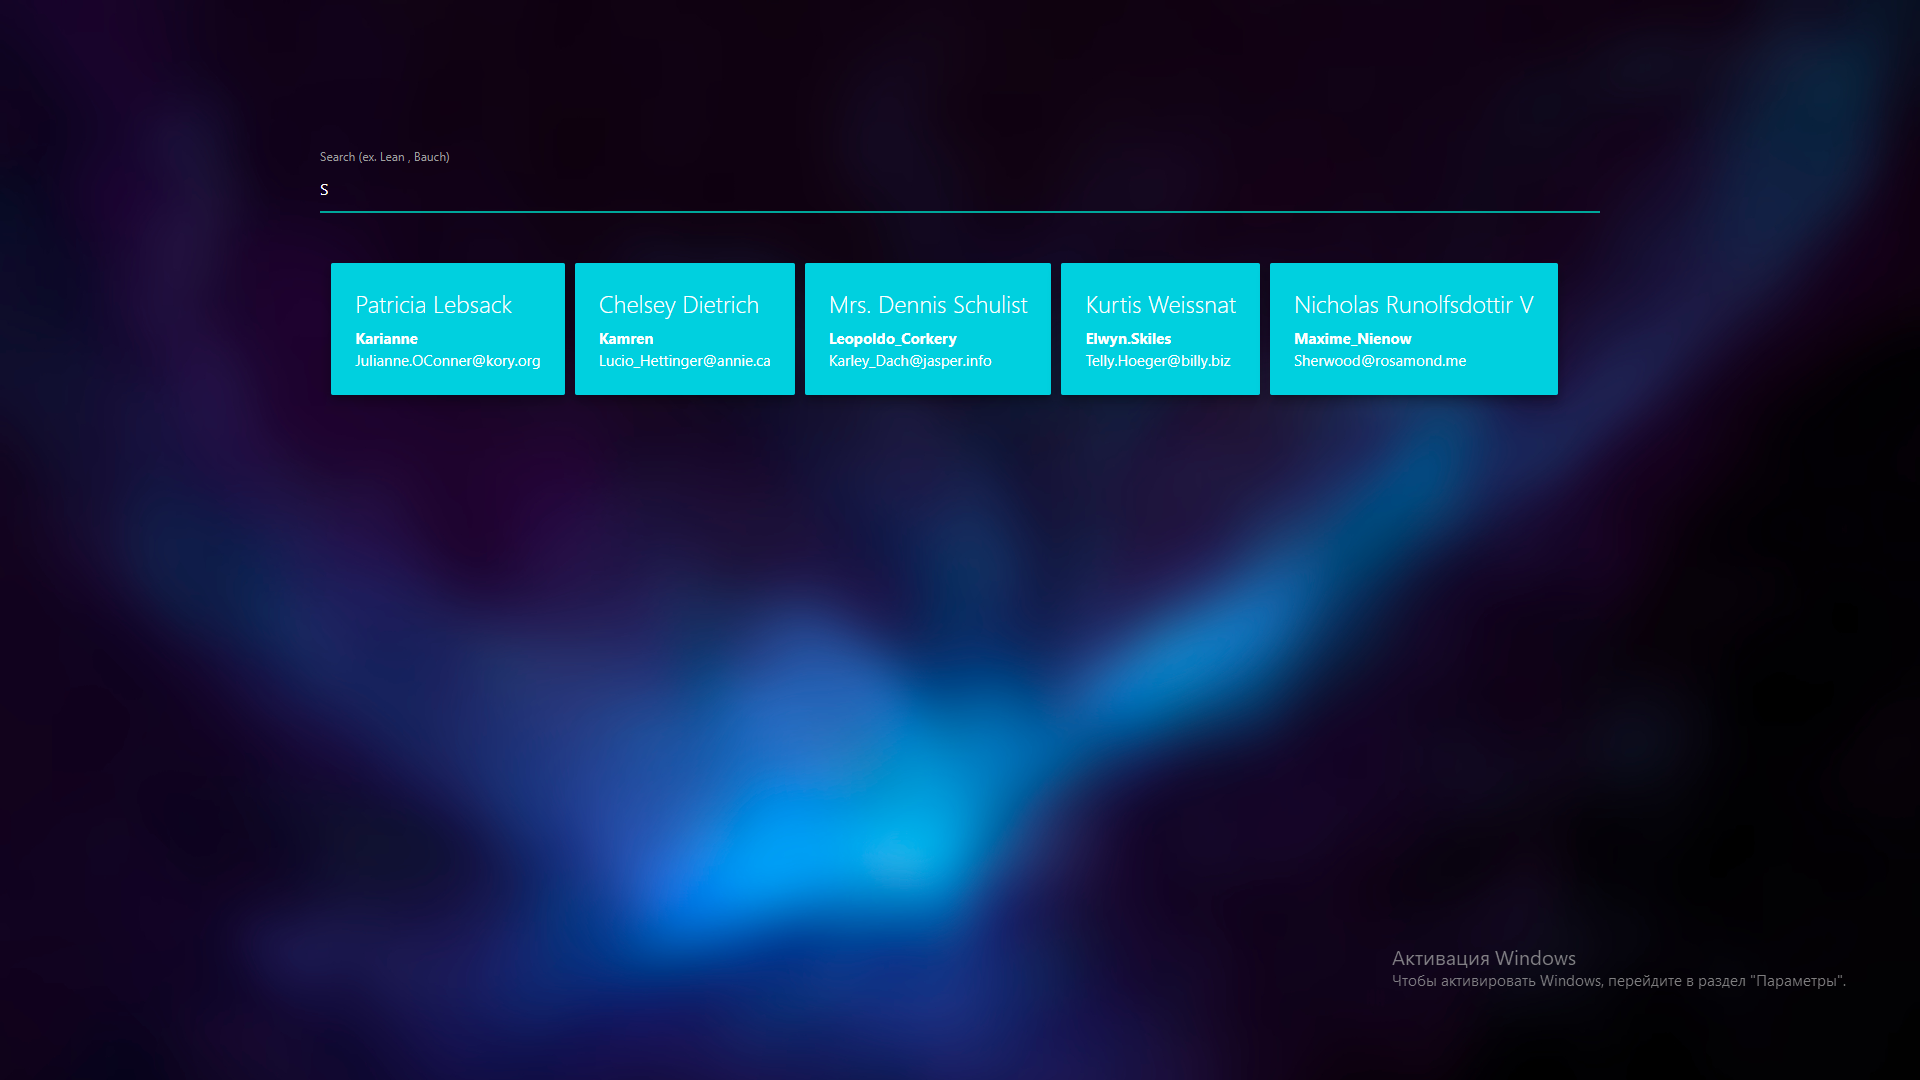 Search (ex. Lean , Bauch)
S
Patricia Lebsack
Karianne
Julianne.OConner@kory.org
Chelsey Dietrich
Kamren
Lucio_Hettinger@annie.ca
Mrs. Dennis Schulist
Leopoldo_Corkery
Karley_Dach@jasper.info
Kurtis Weissnat
Elwyn.Skiles
Telly.Hoeger@billy.biz
Nicholas Runolfsdottir V
Maxime_Nienow
Sherwood@rosamond.me
Активация Windows
Чтобы активировать Windows, перейдите в раздел "Параметры".